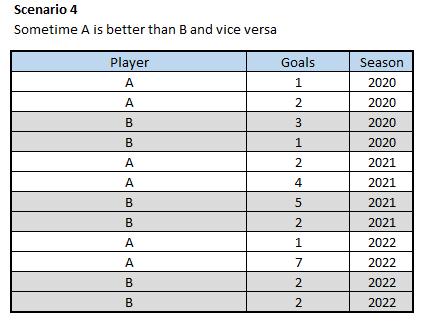 Scenario 4
Sometime A is better than B and vice versa
Player Goals Season
A 1 2020
A 2 2020
B 3 2020
B 1 2020
A 2 2021
A 4 2021
B 5 2021
B 2 2021
A 1 2022
A 7 2022
B 2 2022
B 2 2022